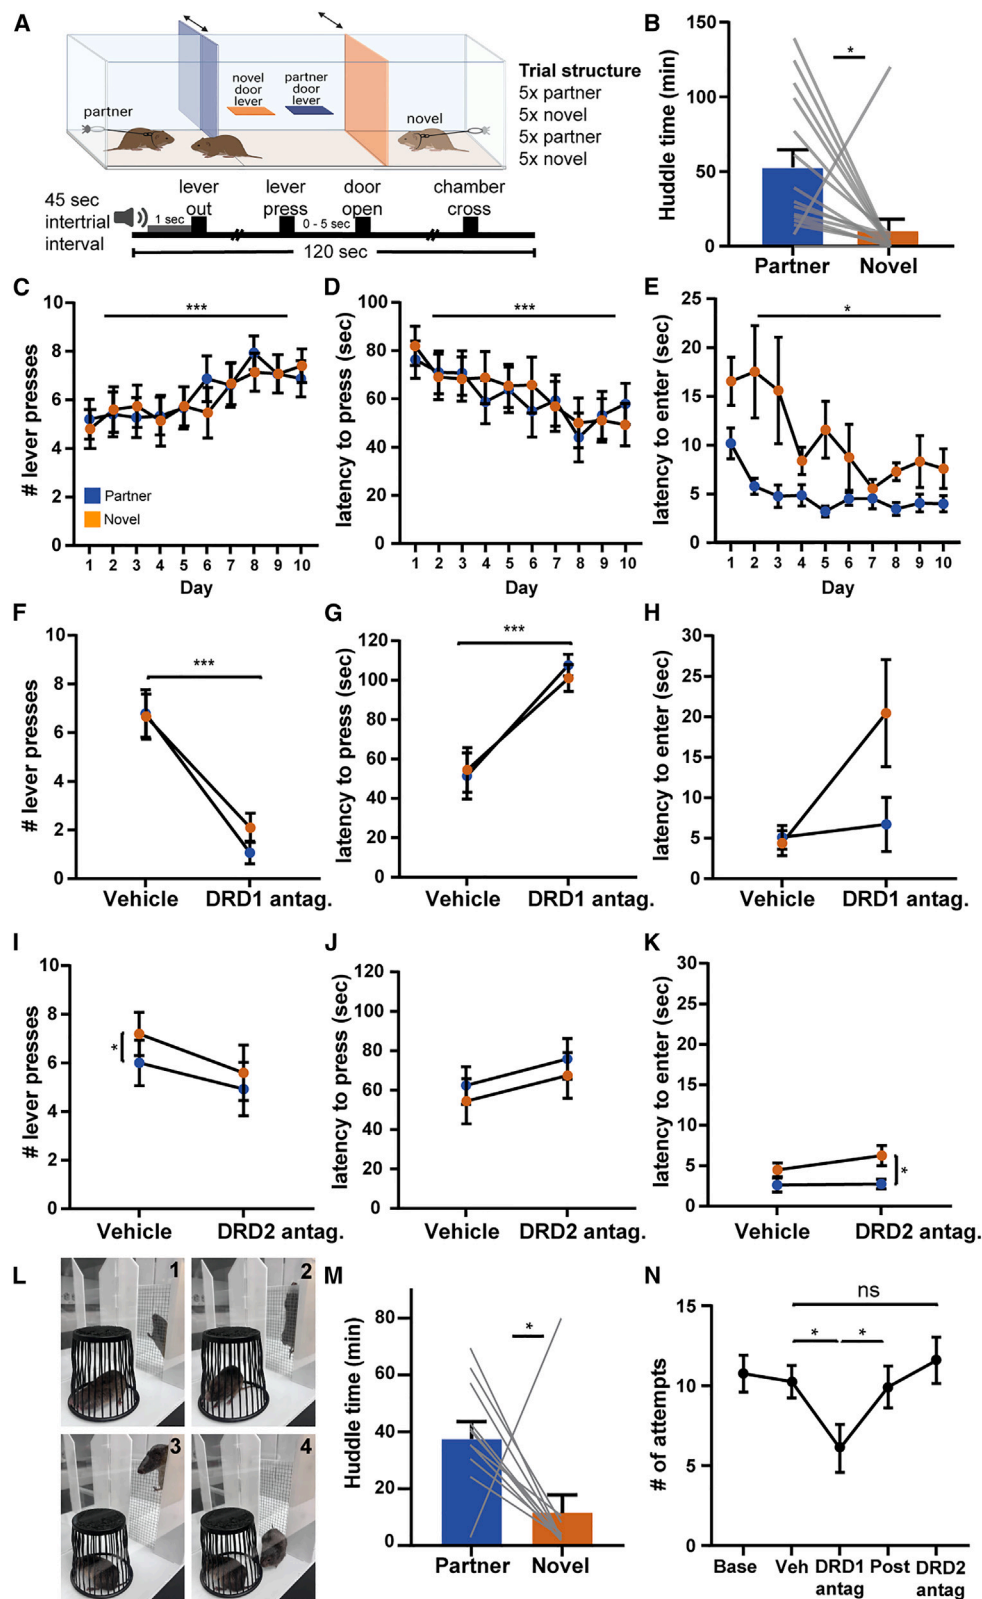 A
partner
novel
door
lever
partner
door
lever
novel
Trial structure
5x partner
5x novel
5x partner
5x novel
45 sec
intertrial
interval
1 sec
lever
out
lever
press
0 - 5 sec
door
open
chamber
cross
120 sec
B
Huddle time (min)
150
100
50
0
*
Partner Novel
C
# lever presses
10
8
6
4
2
0
***
Partner
Novel
1 2 3 4 5 6 7 8 9 10
Day
D
latency to press (sec)
100
80
60
40
20
0
***
1 2 3 4 5 6 7 8 9 10
Day
E
latency to enter (sec)
25
20
15
10
5
0
*
1 2 3 4 5 6 7 8 9 10
Day
F
# lever presses
10
8
6
4
2
0
***
Vehicle DRD1 antag.
G
latency to press (sec)
120
100
80
60
40
20
0
***
Vehicle DRD1 antag.
H
latency to enter (sec)
30
25
20
15
10
5
0
Vehicle DRD1 antag.
I
# lever presses
10
8
6
4
2
0
*
Vehicle DRD2 antag.
J
latency to press (sec)
120
100
80
60
40
20
0
Vehicle DRD2 antag.
K
latency to enter (sec)
30
25
20
15
10
5
0
*
Vehicle DRD2 antag.
L
1
2
3
4
M
Huddle time (min)
80
60
40
20
0
*
Partner Novel
N
# of attempts
15
10
5
0
ns
* *
Base Veh DRD1 antag Post DRD2 antag